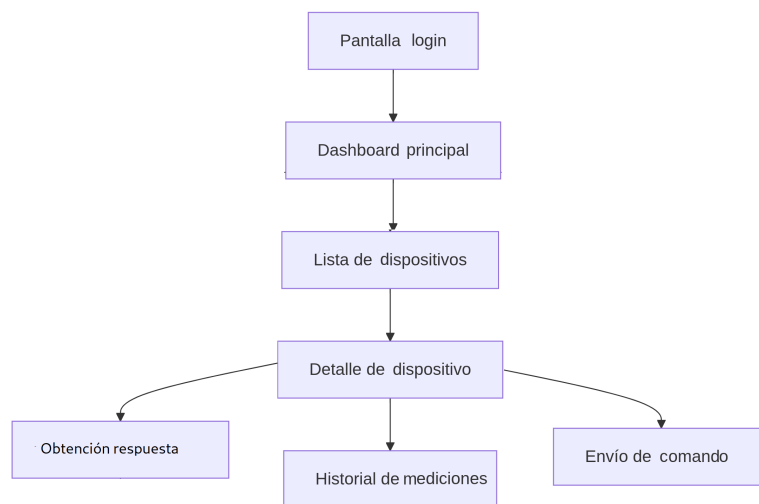 Pantalla login
Dashboard principal
Lista de dispositivos
Detalle de dispositivo
Obtención respuesta
Envío de comando
Historial de mediciones